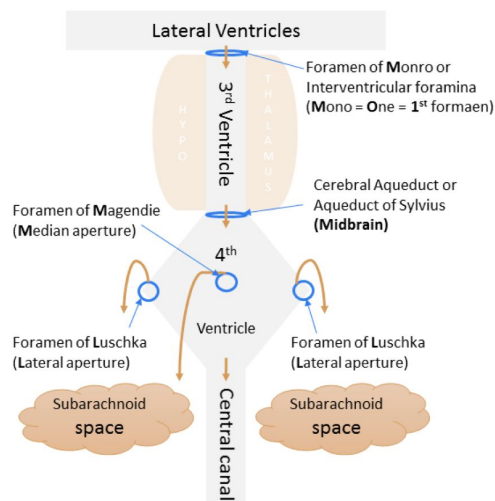 Lateral Ventricles
Foramen of Monro or
Interventricular foramina
(Mono = One = 1st formaen)
HYPO
3rd Ventricle
THALAMUS
Cerebral Aqueduct or
Aqueduct of Sylvius
(Midbrain)
Foramen of Magendie
(Median aperture)
4th
Ventricle
Foramen of Luschka
(Lateral aperture)
Foramen of Luschka
(Lateral aperture)
Subarachnoid
space
Central canal
Subarachnoid
space